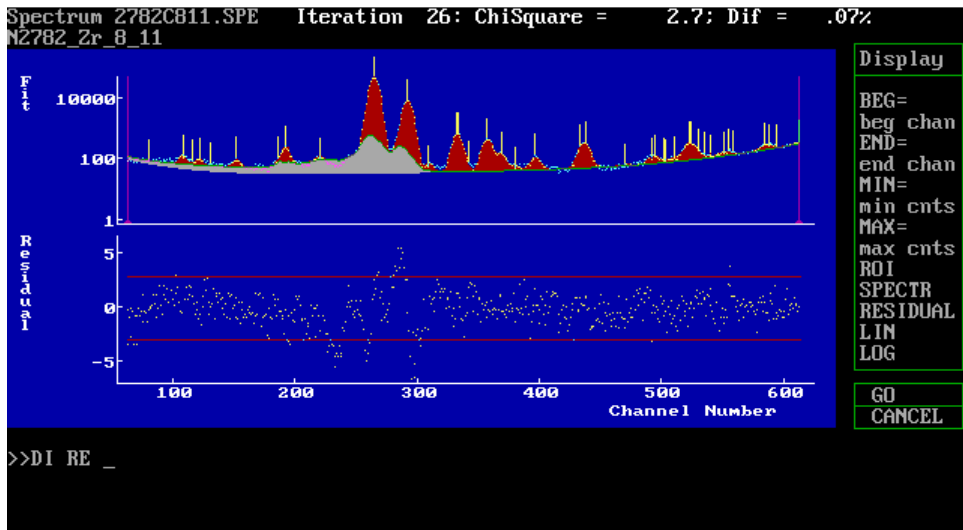 Spectrum 2782C811.SPE Iteration 26: ChiSquare = 2.7; Dif = .07%
N2782_Zr_8_11
Fit
10000
100
1
Residual
5
0
-5
100 200 300 400 500 600
Channel Number
Display
BEG=
beg chan
END=
end chan
MIN=
min cnts
MAX=
max cnts
ROI
SPECTR
RESIDUAL
LIN
LOG
GO
CANCEL
>>DI RE _